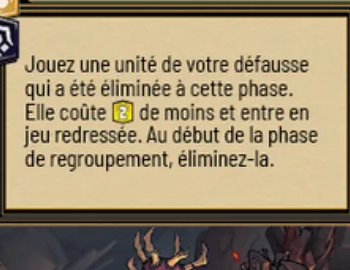 Jouez une unité de votre défausse
qui a été éliminée à cette phase.
Elle coûte 2 de moins et entre en
jeu redressée. Au début de la phase
de regroupement, éliminez-la.